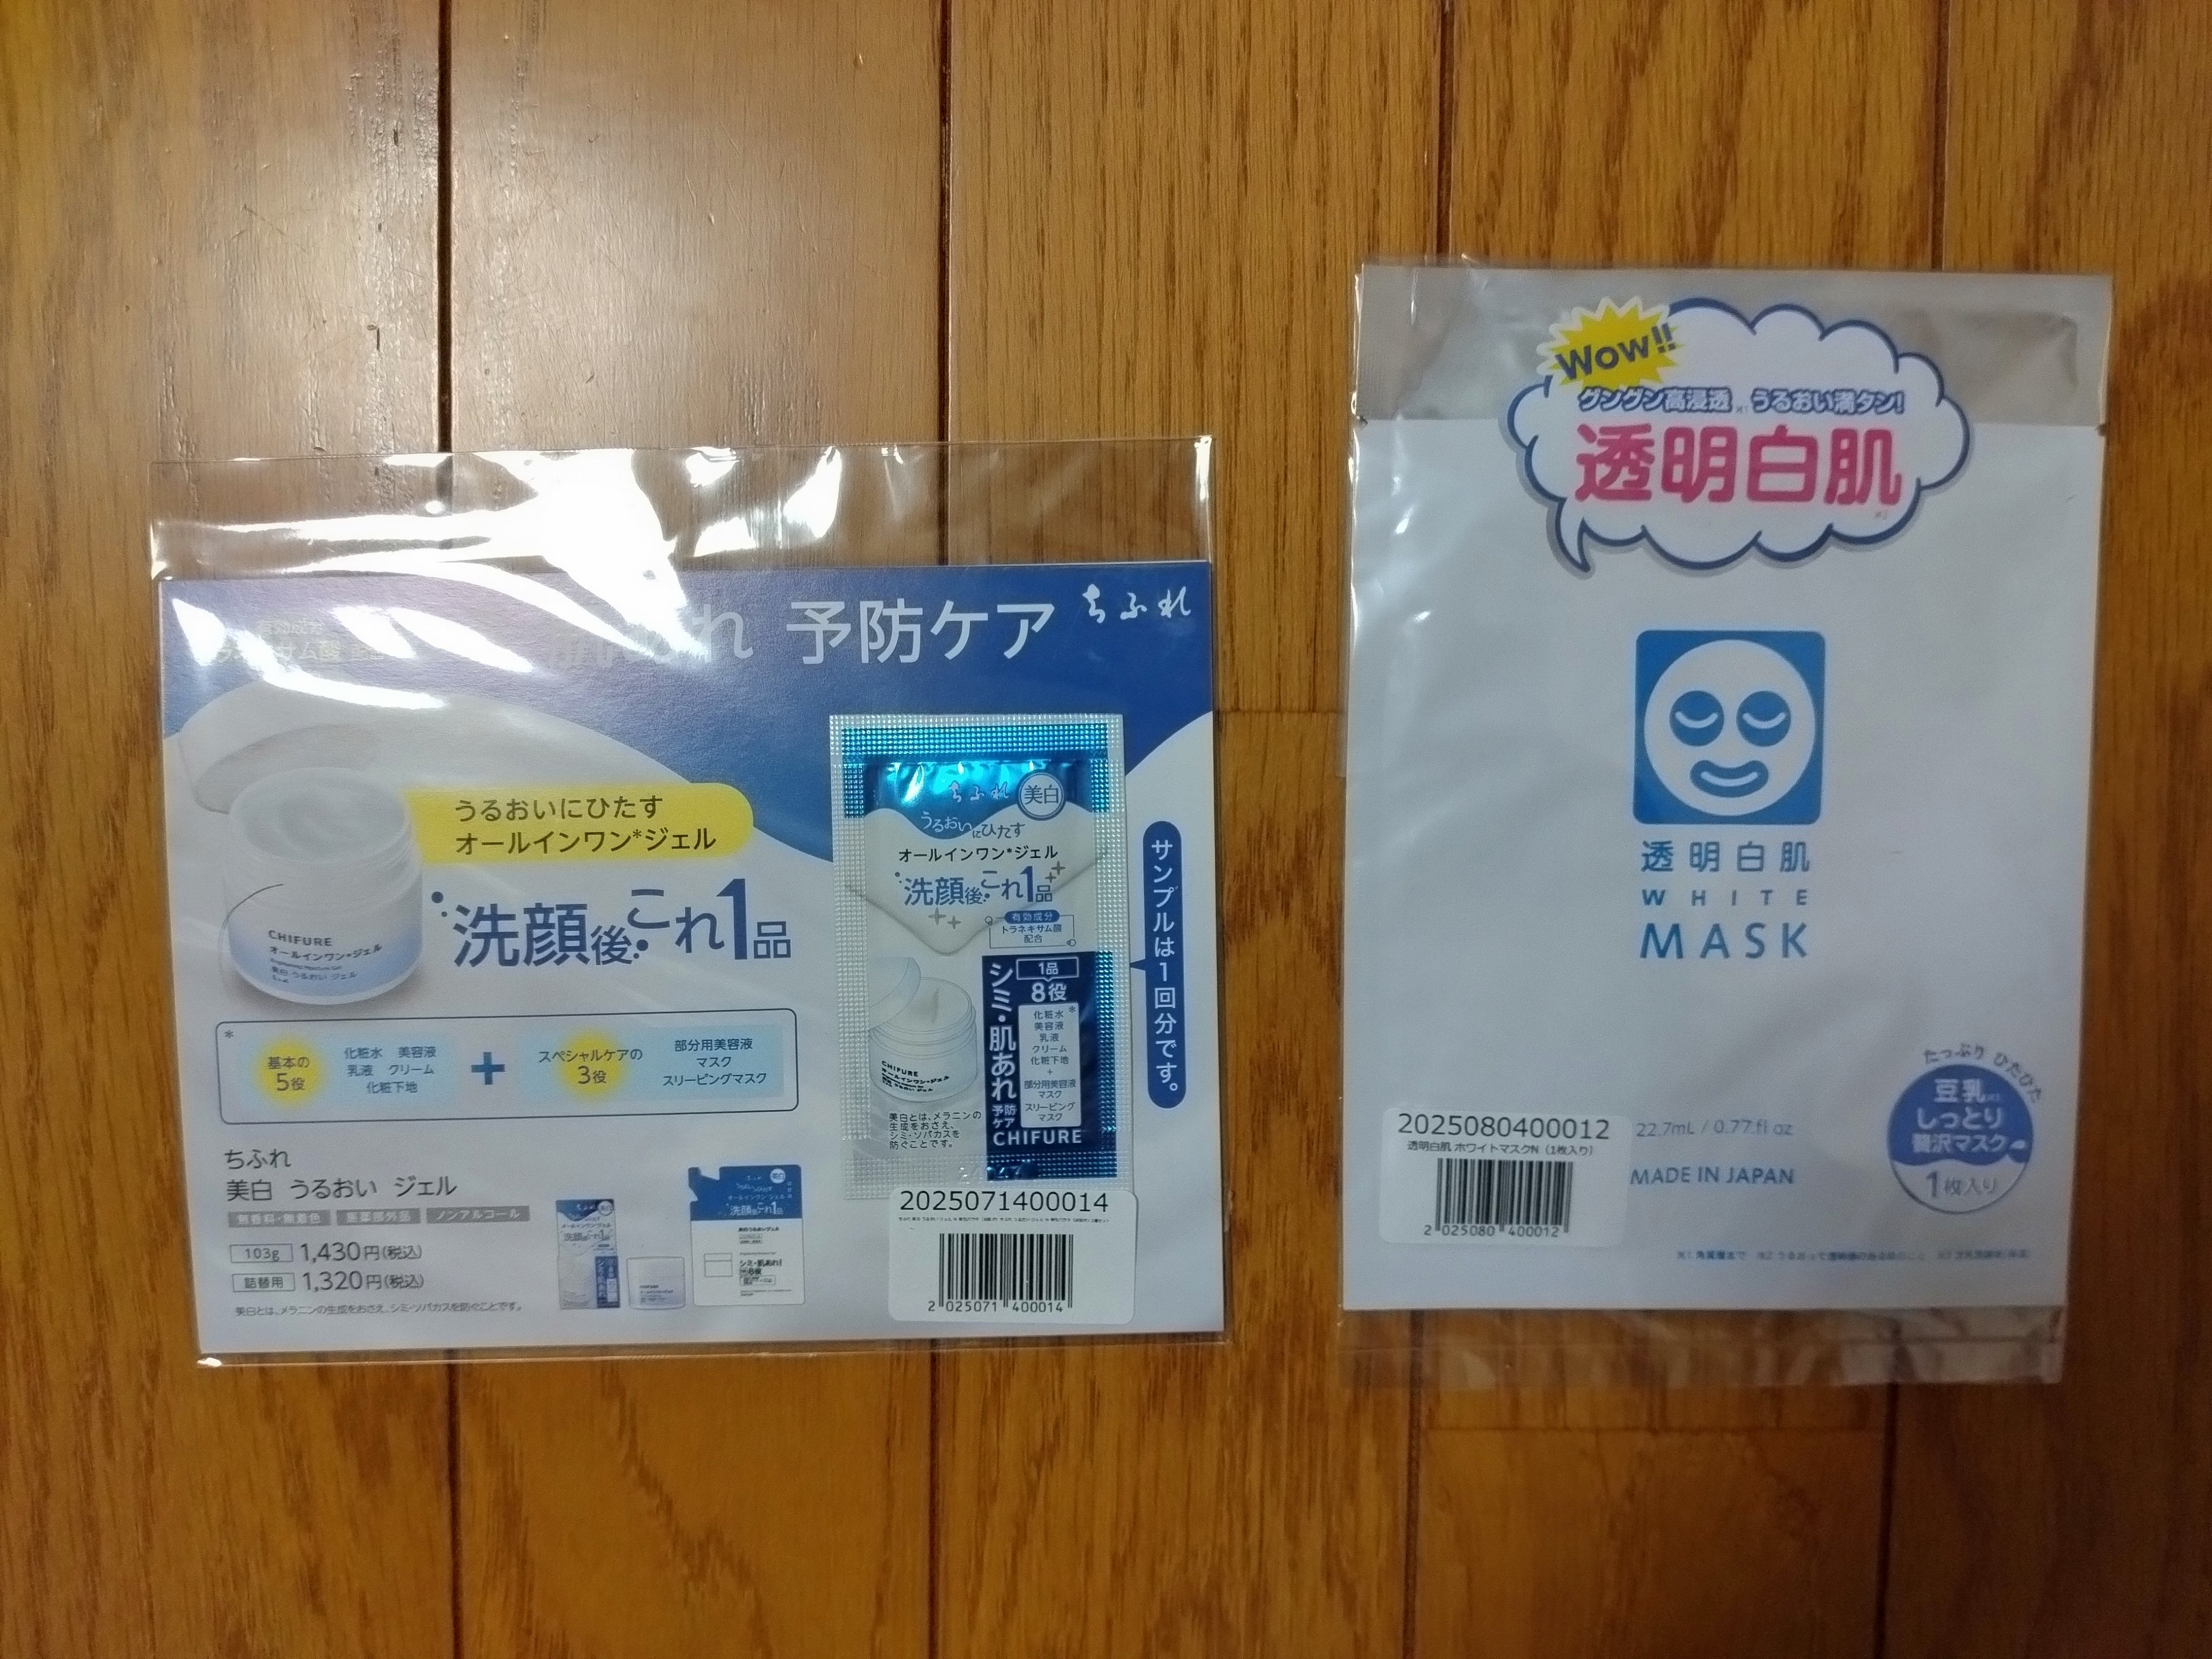 予防ケア
ちふれ
うるおいにひたす
オールインワン*ジェル
洗顔後これ1品
CHIFURE
オールインワン*ジェル
*
基本の
5役
化粧水 美容液
乳液 クリーム
化粧下地
+
スペシャルケアの
3役
部分用美容液
マスク
スリーピングマスク
ちふれ
美白 うるおい ジェル
無香料・無着色 医薬部外品 ノンアルコール
103g 1,430円(税込)
詰替用 1,320円(税込)
美白とは、メラニンの生成をおさえ、シミ・ソバカスを防ぐことです。
ちふれ
美白
うるおいにひたす
オールインワン*ジェル
洗顔後これ1品
有効成分
トラネキサム酸
配合
シミ・肌あれ
予防
ケア
1品
8役
化粧水*
美容液
乳液
クリーム
化粧下地
+
部分用美容液
マスク
スリーピング
マスク
CHIFURE
美白とは、メラニンの
生成をおさえ、
シミ・ソバカスを
防ぐことです。
CHIFURE
サンプルは1回分です。
2025071400014
2 025071 400014
Wow!!
グングン高浸透 うるおい満タン!
透明白肌
透明白肌
WHITE
MASK
たっぷり ひたひた
豆乳
しっとり
贅沢マスク
1枚入り
2025080400012
透明白肌 ホワイトマスクN (1枚入り)
2 025080 400012
22.7mL / 0.77.fl oz
MADE IN JAPAN